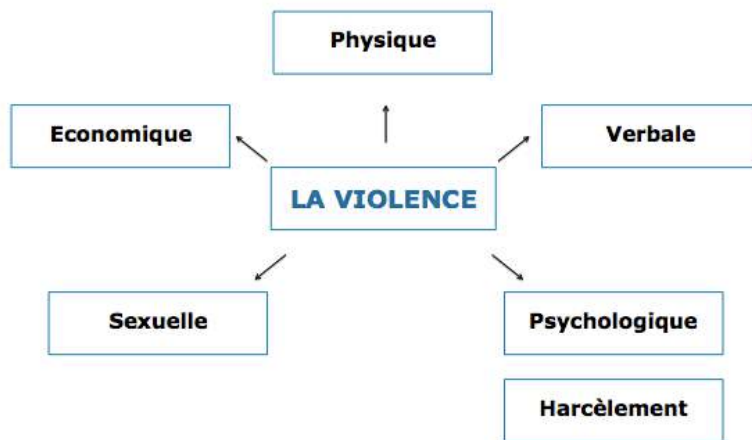 Physique
Economique
Verbale
LA VIOLENCE
Sexuelle
Psychologique
Harcèlement